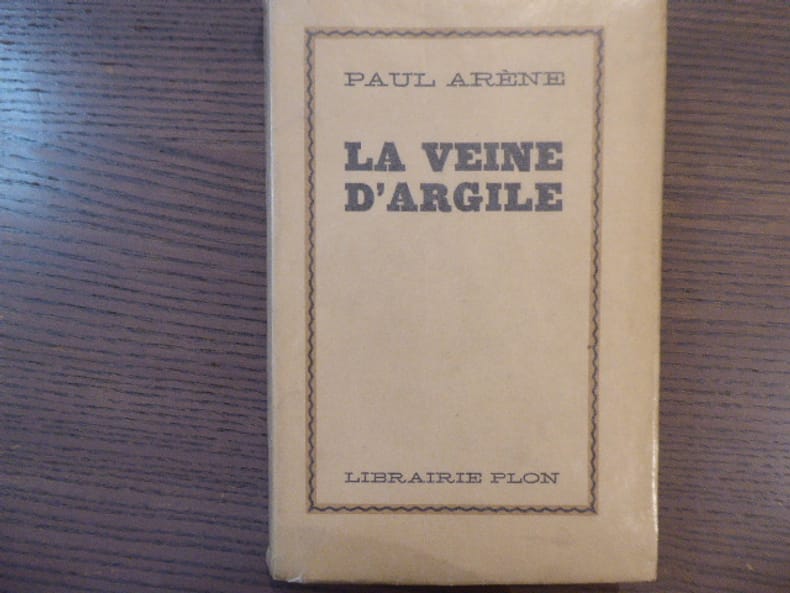 PAUL ARÈNE
LA VEINE
D'ARGILE
LIBRAIRIE PLON